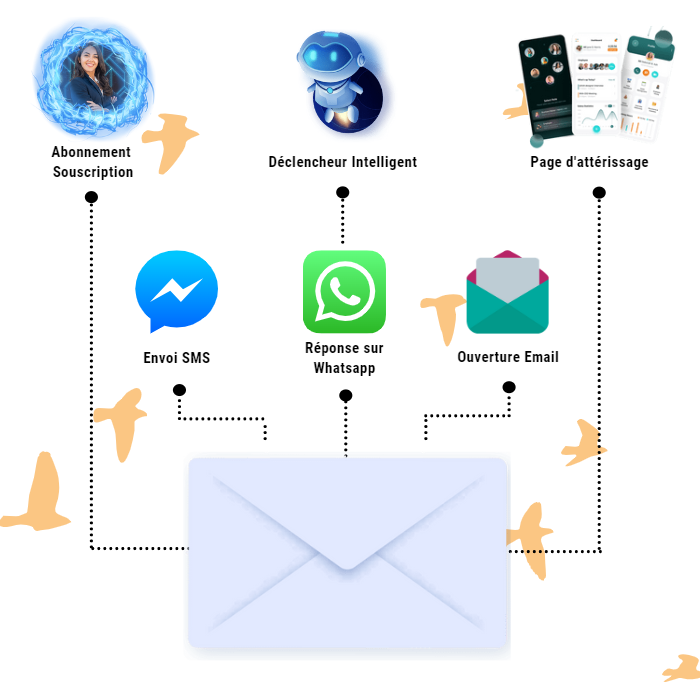 Abonnement
Souscription
Déclencheur Intelligent
Page d'attérissage
Envoi SMS
Réponse sur
Whatsapp
Ouverture Email